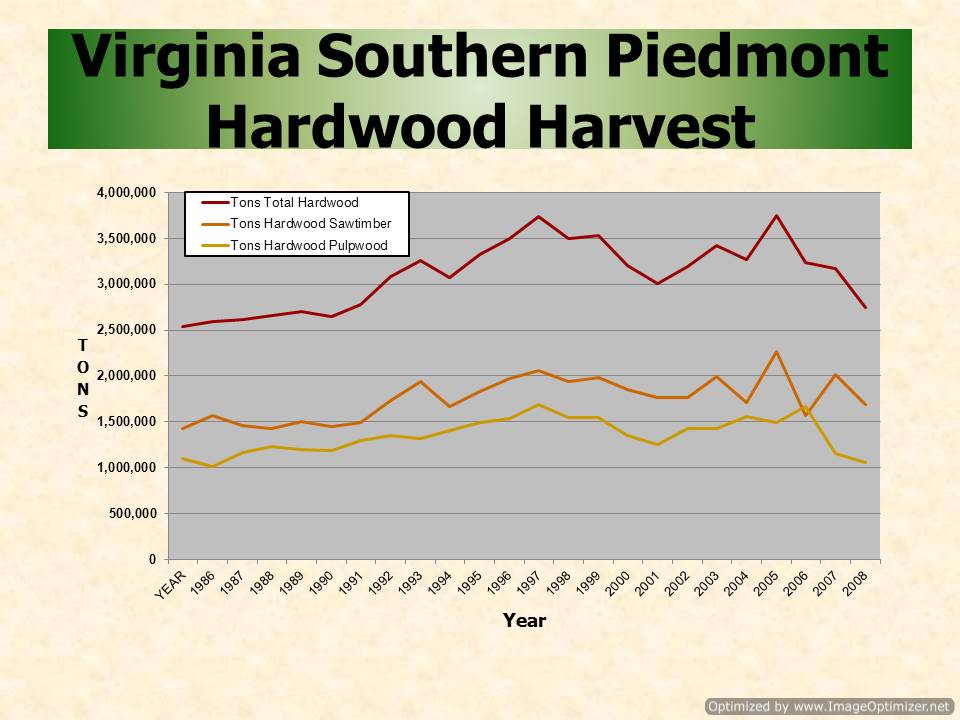 Virginia Southern Piedmont
Hardwood Harvest
4,000,000
3,500,000
3,000,000
2,500,000
2,000,000
1,500,000
1,000,000
500,000
0
Tons Total Hardwood
Tons Hardwood Sawtimber
Tons Hardwood Pulpwood
T
O
N
S
YEAR 1986 1987 1988 1989 1990 1991 1992 1993 1994 1995 1996 1997 1998 1999 2000 2001 2002 2003 2004 2005 2006 2007 2008
Year
Optimized by www.ImageOptimizer.net